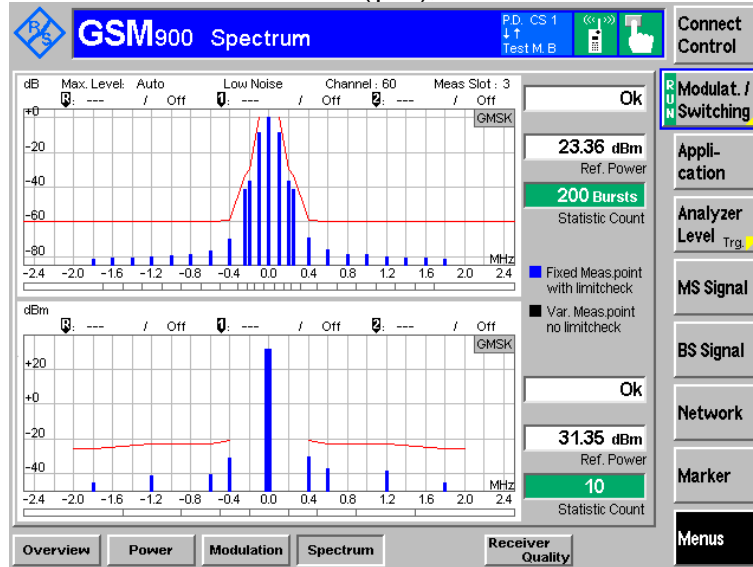 R/S GSM900 Spectrum
P.D. CS 1
↓↑
Test M. B
Connect Control
dB Max. Level: Auto Low Noise Channel : 60 Meas Slot : 3
R: --- / Off 1: --- / Off 2: --- / Off
GMSK
+0
-20
-40
-60
-80
MHz
-2.4 -2.0 -1.6 -1.2 -0.8 -0.4 0.0 0.4 0.8 1.2 1.6 2.0 2.4
Ok
23.36 dBm
Ref. Power
200 Bursts
Statistic Count
Fixed Meas.point
with limitcheck
Var. Meas.point
no limitcheck
dBm
R: --- / Off 1: --- / Off 2: --- / Off
GMSK
+20
+0
-20
-40
MHz
-2.4 -2.0 -1.6 -1.2 -0.8 -0.4 0.0 0.4 0.8 1.2 1.6 2.0 2.4
Ok
31.35 dBm
Ref. Power
10
Statistic Count
RUN
Modulat. /
Switching
Appli-
cation
Analyzer
Level Trg.
MS Signal
BS Signal
Network
Marker
Menus
Overview Power Modulation Spectrum Receiver Quality